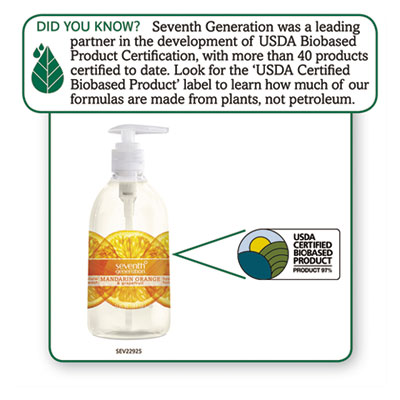 DID YOU KNOW? Seventh Generation was a leading
partner in the development of USDA Biobased
Product Certification, with more than 40 products
certified to date. Look for the ‘USDA Certified
Biobased Product’ label to learn how much of our
formulas are made from plants, not petroleum.
seventh
generation
MANDARIN ORANGE
& grapefruit
USDA
CERTIFIED
BIOBASED
PRODUCT
PRODUCT 97%
SEV22925